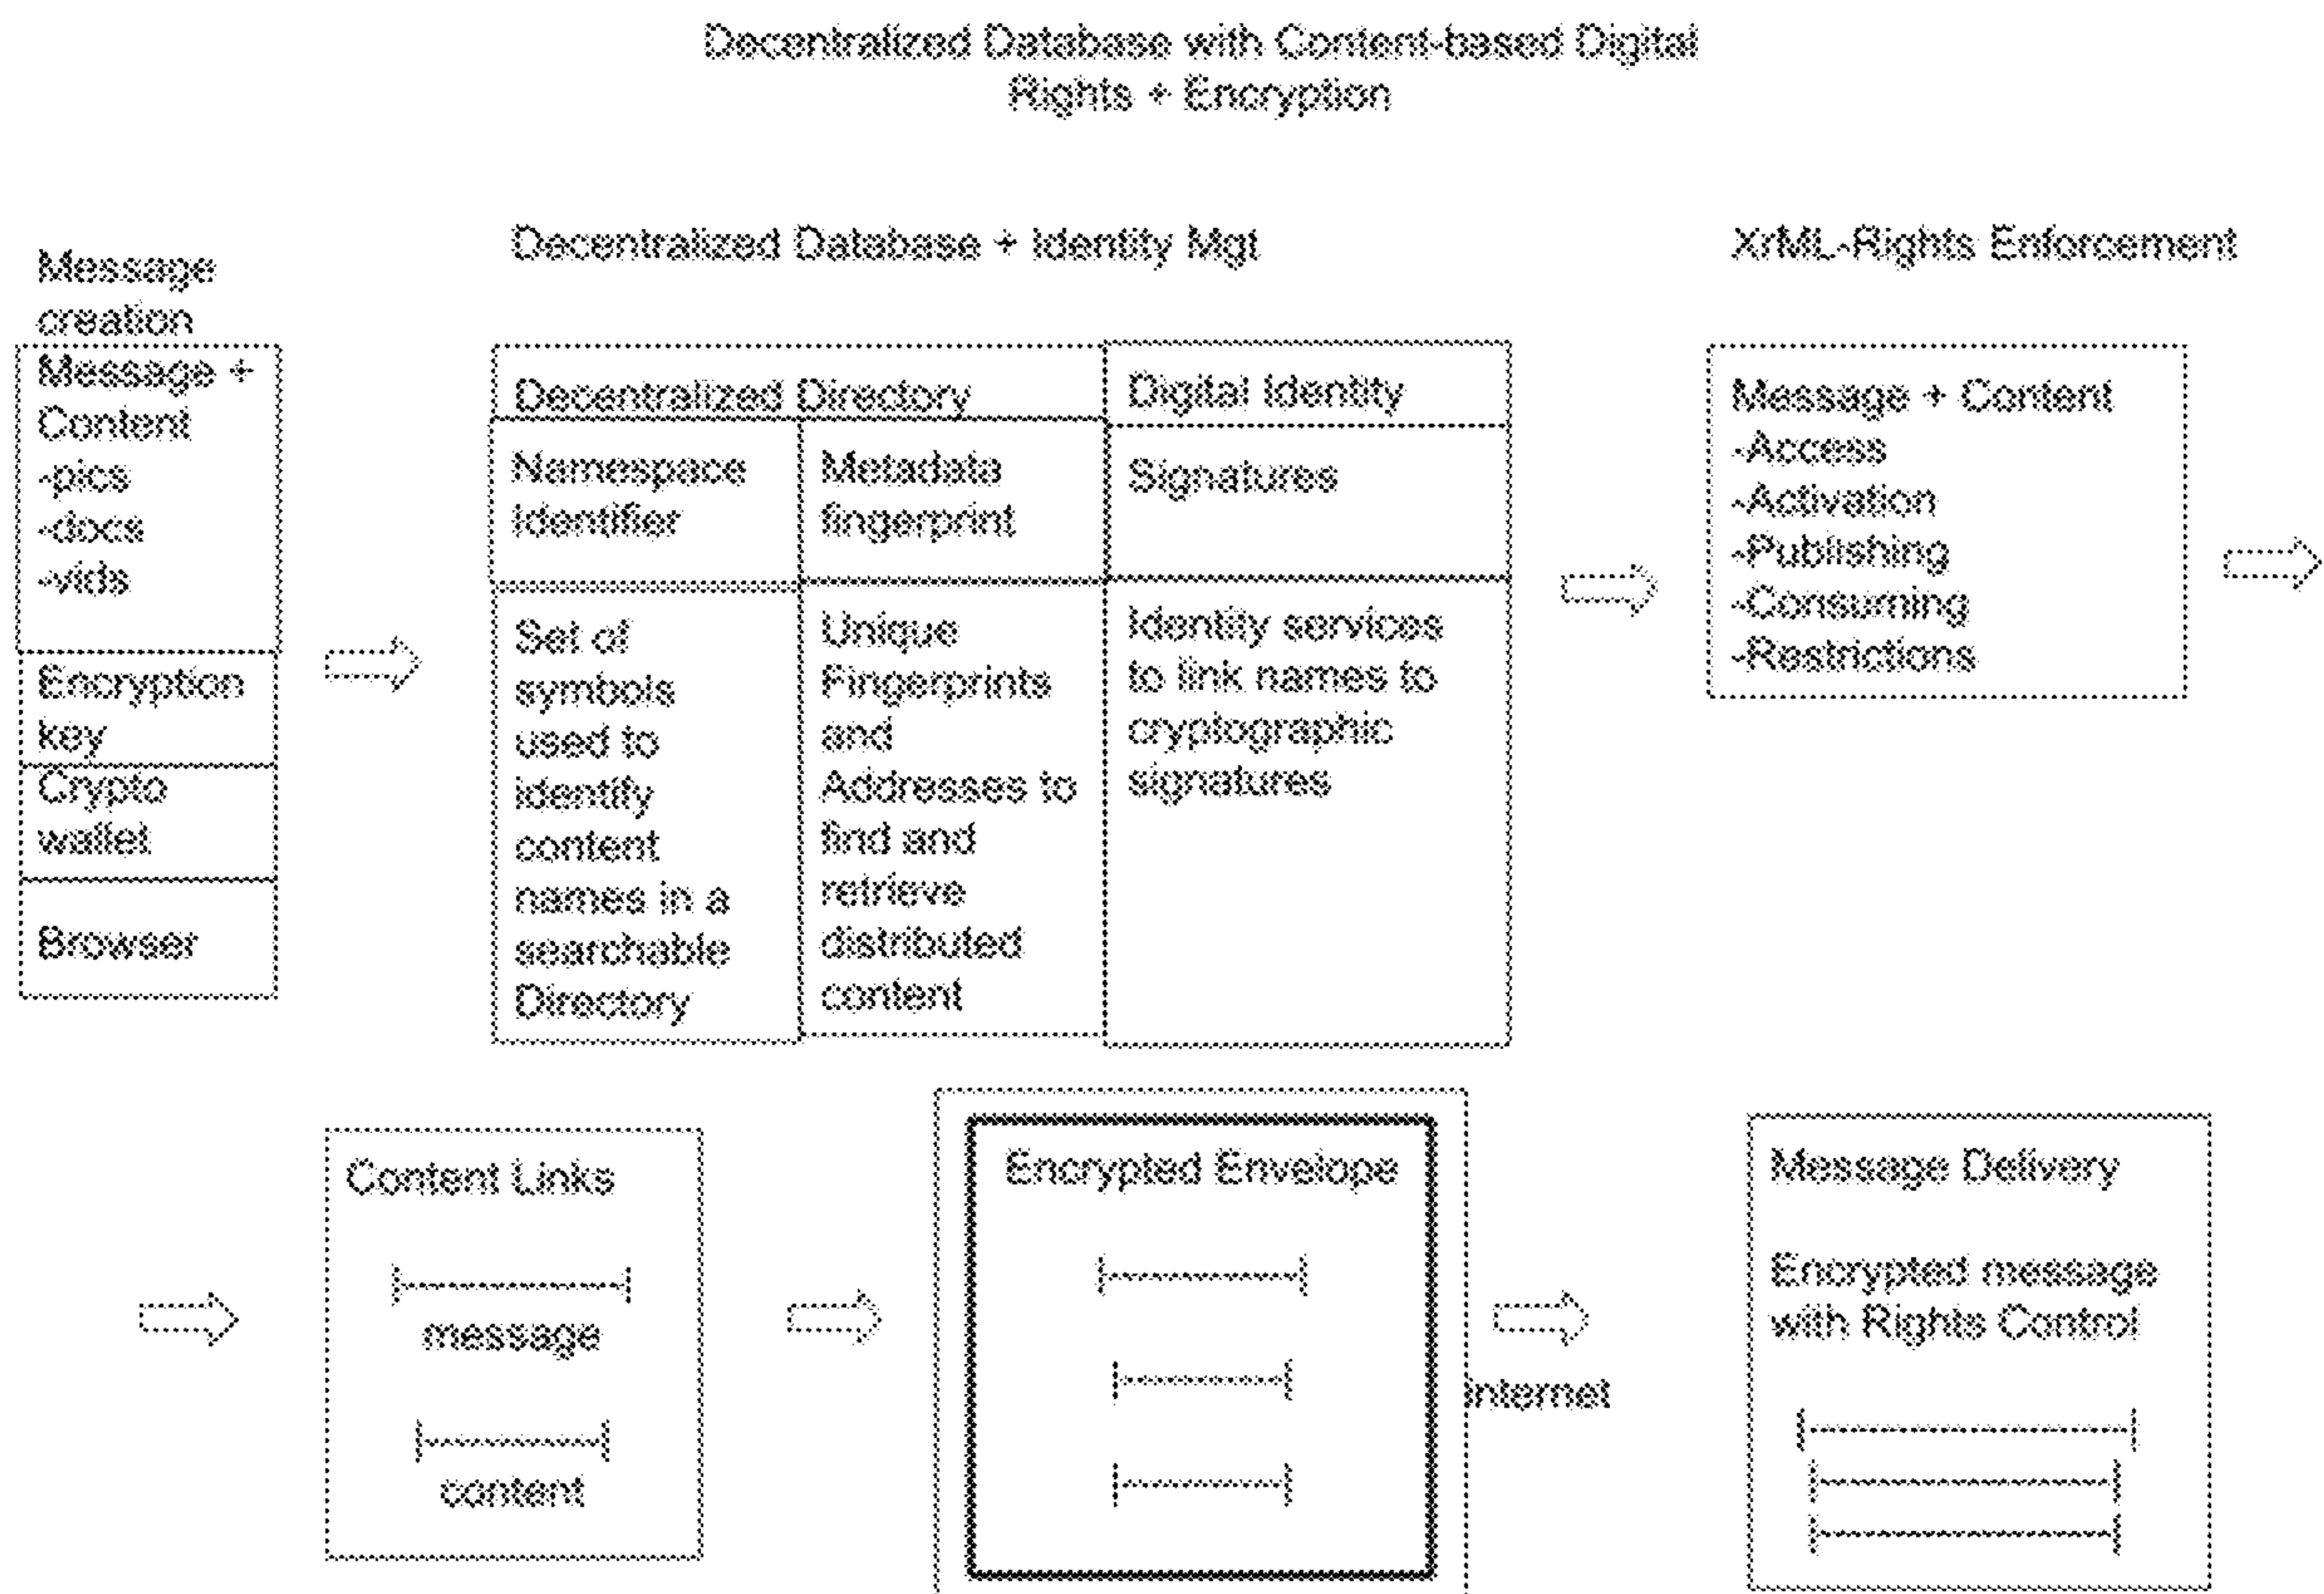 Decentralized Database with Content-based Digital
Rights + Encryption
Message
creation
Message +
Content
-pics
-docs
-vids
Encryption
key
Crypto
wallet
Browser
Decentralized Database + Identity Mgt
Decentralized Directory
Namespace
Identifier
Set of
symbols
used to
identify
content
names in a
searchable
Directory
Metadata
fingerprint
Unique
Fingerprints
and
Addresses to
find and
retrieve
distributed
content
Digital Identity
Signatures
Identity services
to link names to
cryptographic
signatures
XrML-Rights Enforcement
Message + Content
-Access
-Activation
-Publishing
-Consuming
-Restrictions
Content Links
message
content
Encrypted Envelope
internet
Message Delivery
Encrypted message
with Rights Control